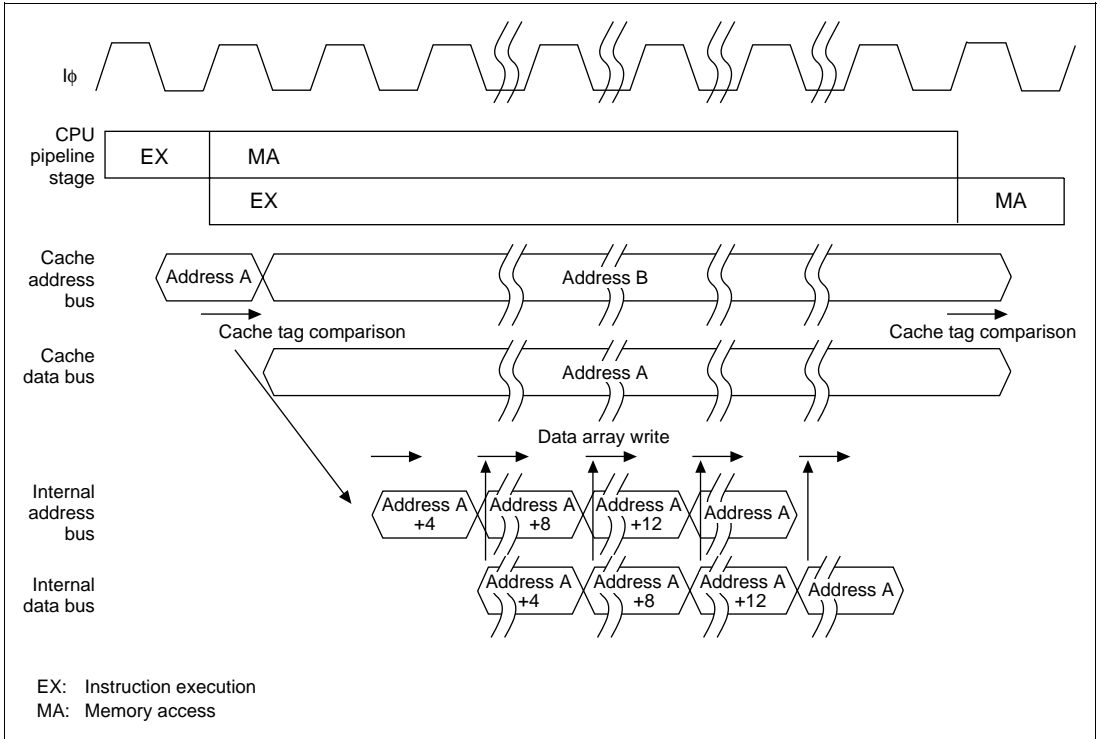 Iϕ
CPU
pipeline
stage
EX
MA
EX
MA
Cache
address
bus
Address A
Address B
Cache tag comparison
Cache tag comparison
Cache
data bus
Address A
Data array write
Internal
address
bus
Address A
+4
Address A
+8
Address A
+12
Address A
Internal
data bus
Address A
+4
Address A
+8
Address A
+12
Address A
EX: Instruction execution
MA: Memory access